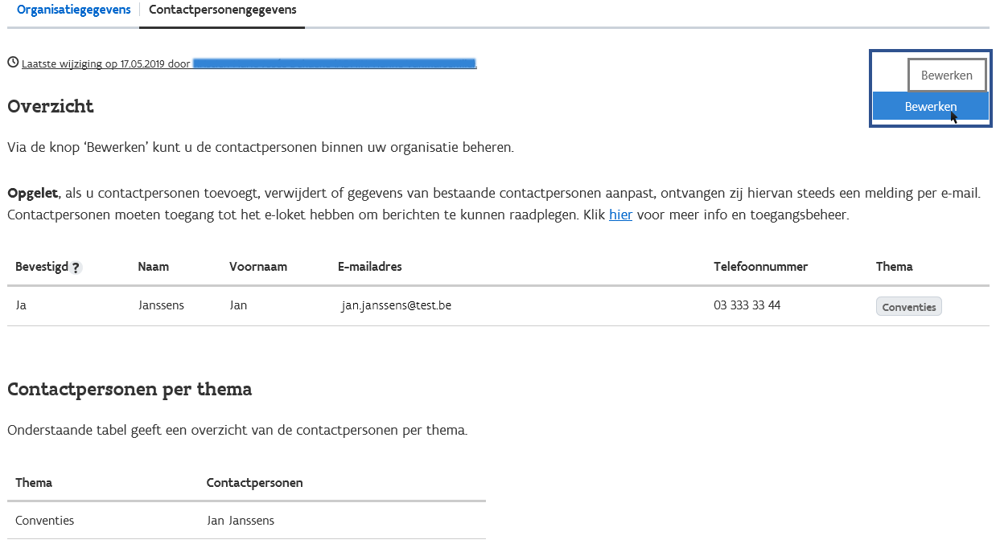 Organisatiegegevens Contactpersonengegevens
Laatste wijziging op 17.05.2019 door
Bewerken
Bewerken
Overzicht
Via de knop ‘Bewerken’ kunt u de contactpersonen binnen uw organisatie beheren.
Opgelet, als u contactpersonen toevoegt, verwijdert of gegevens van bestaande contactpersonen aanpast, ontvangen zij hiervan steeds een melding per e-mail.
Contactpersonen moeten toegang tot het e-loket hebben om berichten te kunnen raadplegen. Klik hier voor meer info en toegangsbeheer.
Bevestigd ? Naam Voornaam E-mailadres Telefoonnummer Thema
Ja Janssens Jan jan.janssens@test.be 03 333 33 44 Conventies
Contactpersonen per thema
Onderstaande tabel geeft een overzicht van de contactpersonen per thema.
Thema Contactpersonen
Conventies Jan Janssens